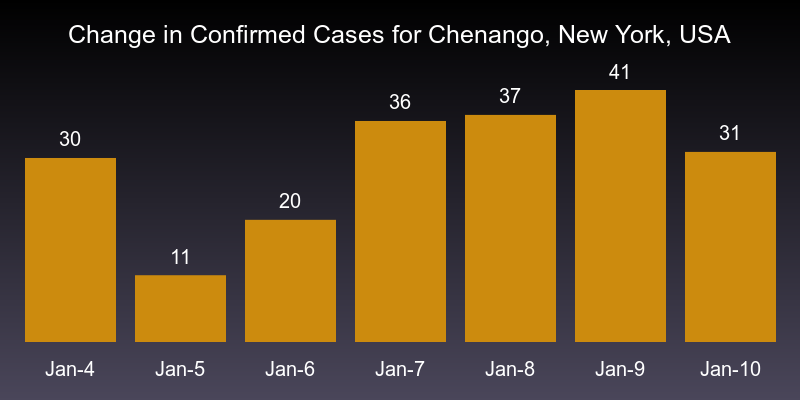 Change in Confirmed Cases for Chenango, New York, USA
30
11
20
36
37
41
31
Jan-4
Jan-5
Jan-6
Jan-7
Jan-8
Jan-9
Jan-10